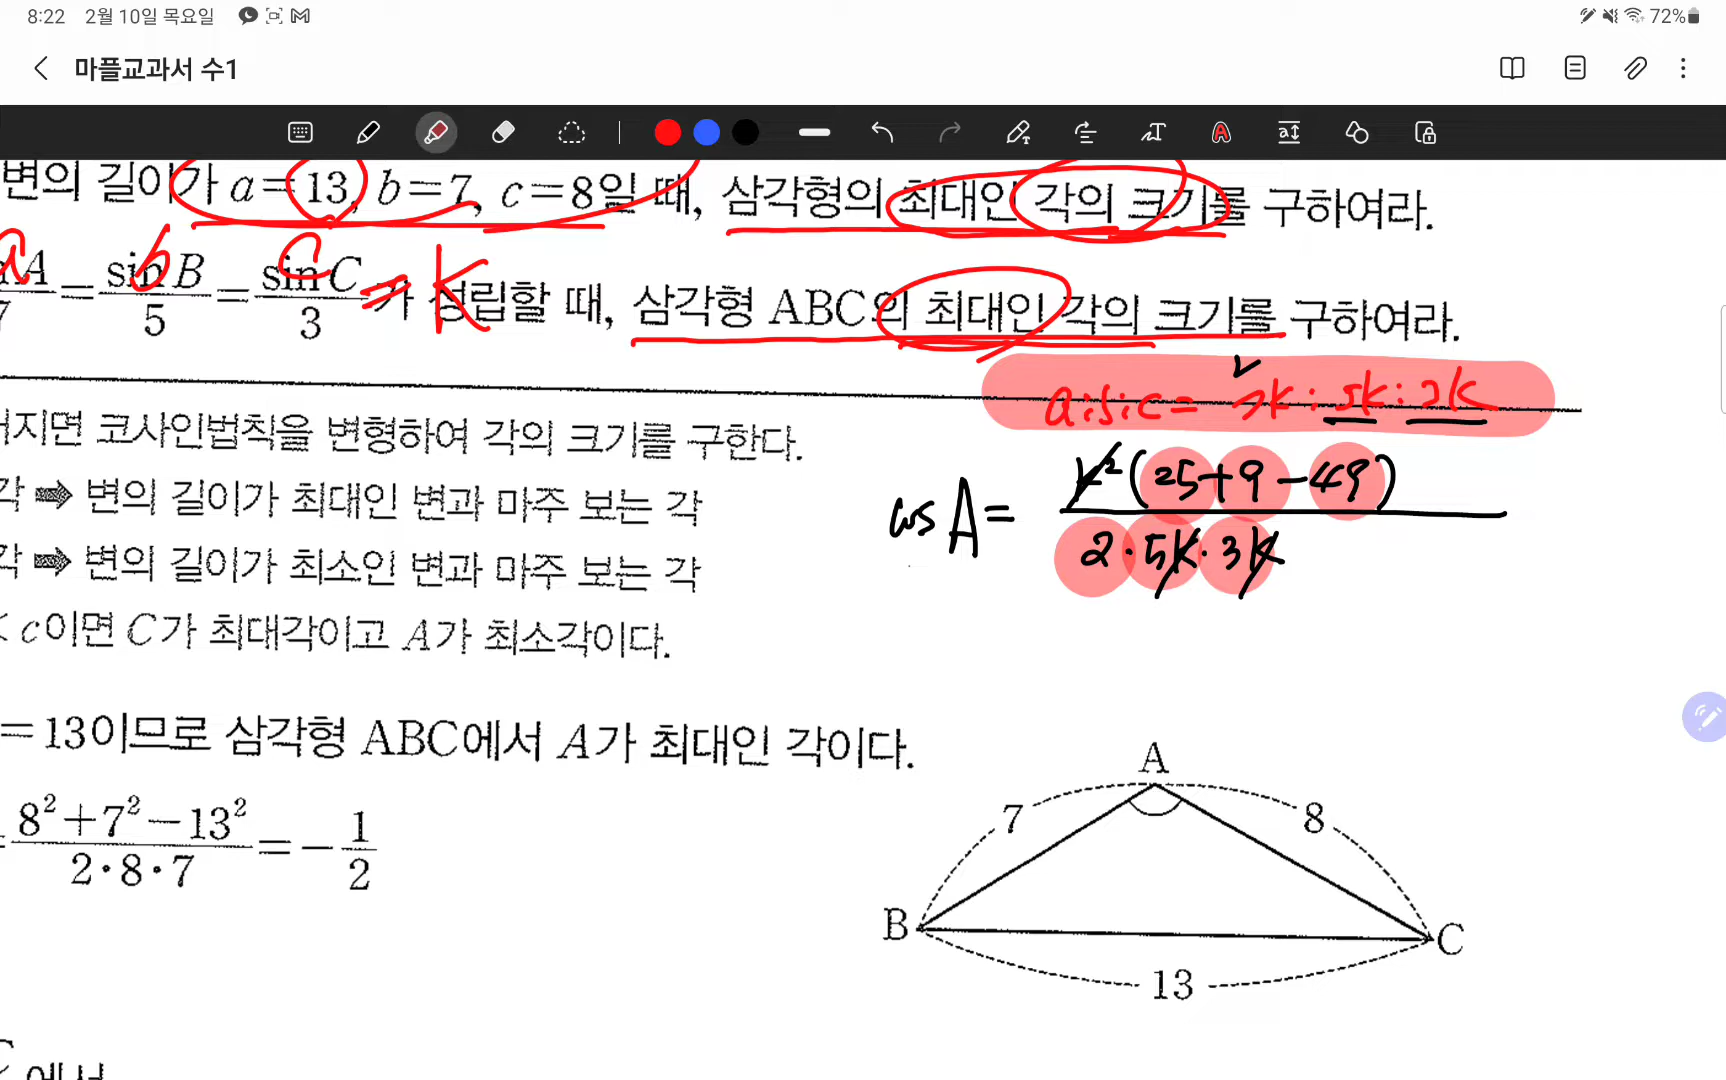 8:22 2월 10일 목요일 72%
마플교과서 수1
변의 길이가 a=13, b=7, c=8일 때, 삼각형의 최대인 각의 크기를 구하여라.
a b c
A/7 = sin B/5 = sin C/3 = K 가 성립할 때, 삼각형 ABC의 최대인 각의 크기를 구하여라.
a:b:c = 7k : 5k : 3k
지면 코사인법칙을 변형하여 각의 크기를 구한다.
각 ➡ 변의 길이가 최대인 변과 마주 보는 각
각 ➡ 변의 길이가 최소인 변과 마주 보는 각
< c이면 C가 최대각이고 A가 최소각이다.
cos A = k²(25+9-49) / 2·5k·3k
=13이므로 삼각형 ABC에서 A가 최대인 각이다.
= 8²+7²-13² / 2·8·7 = -1/2
A
7 8
B C
13
에서